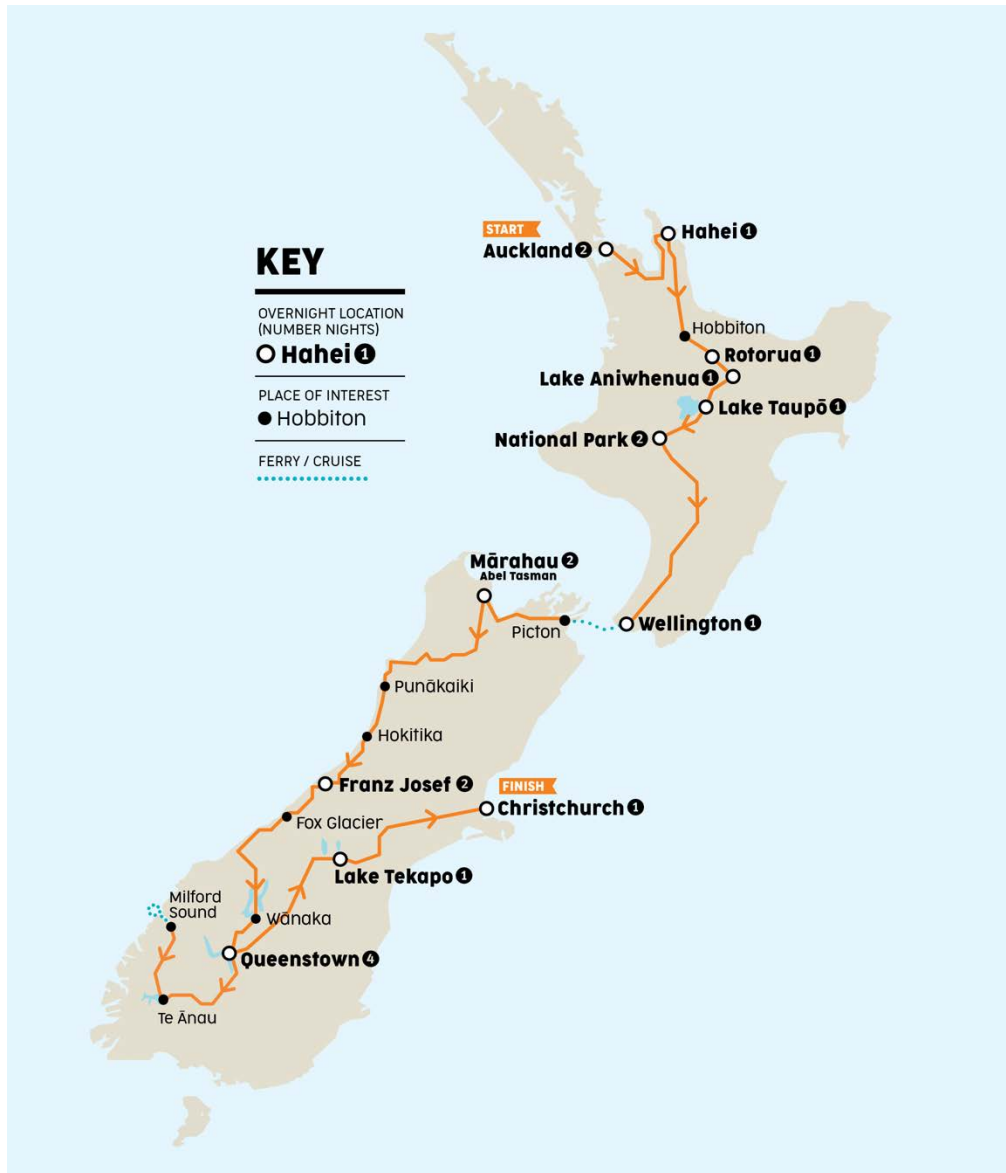 START
Auckland 2
Hahei 1
KEY
OVERNIGHT LOCATION
(NUMBER NIGHTS)
Hahei 1
PLACE OF INTEREST
Hobbiton
FERRY / CRUISE
Hobbiton
Rotorua 1
Lake Aniwhenua 1
Lake Taupō 1
National Park 2
Mārahau 2
Abel Tasman
Picton
Wellington 1
Punākaiki
Hokitika
Franz Josef 2
FINISH
Christchurch 1
Fox Glacier
Lake Tekapo 1
Milford
Sound
Wānaka
Queenstown 4
Te Ānau